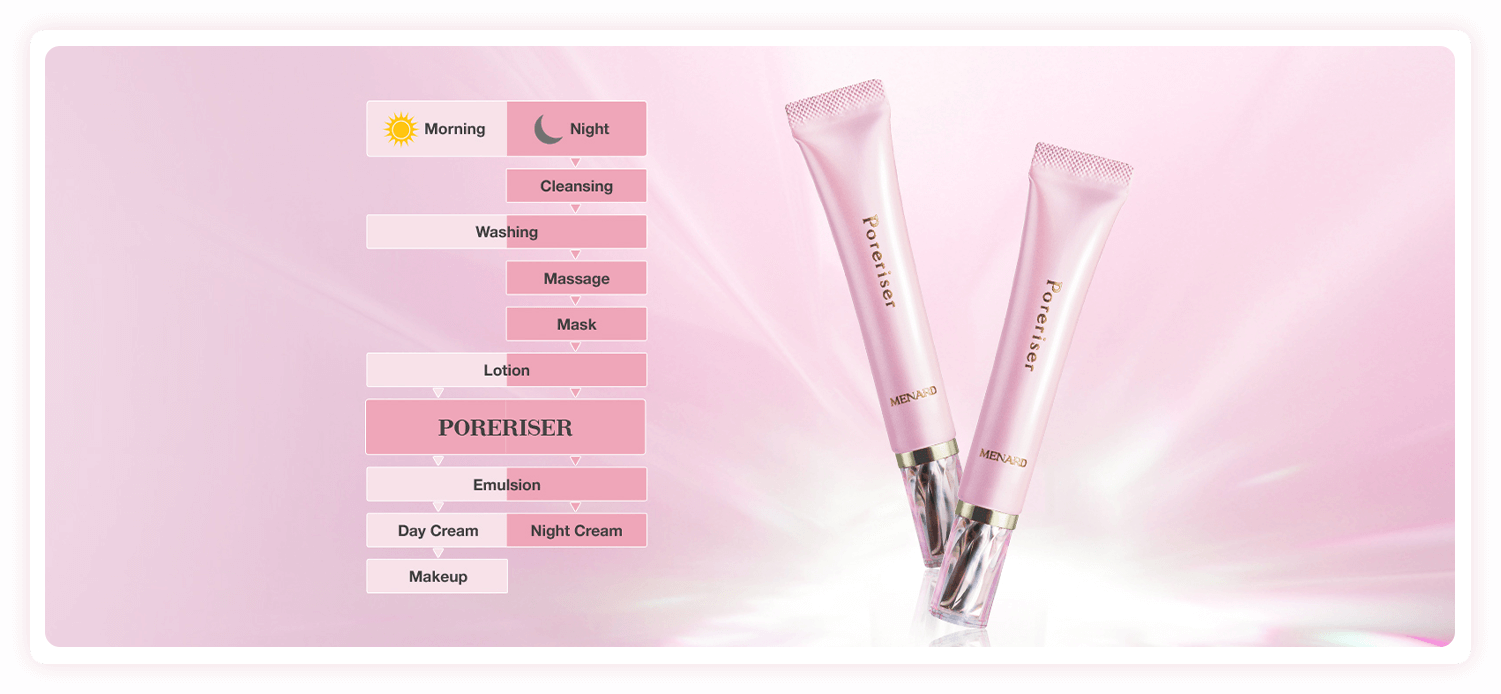 Morning Night
Cleansing
Washing
Massage
Mask
Lotion
PORERISER
Emulsion
Day Cream Night Cream
Makeup
Poreriser
MENARD
Poreriser
MENARD